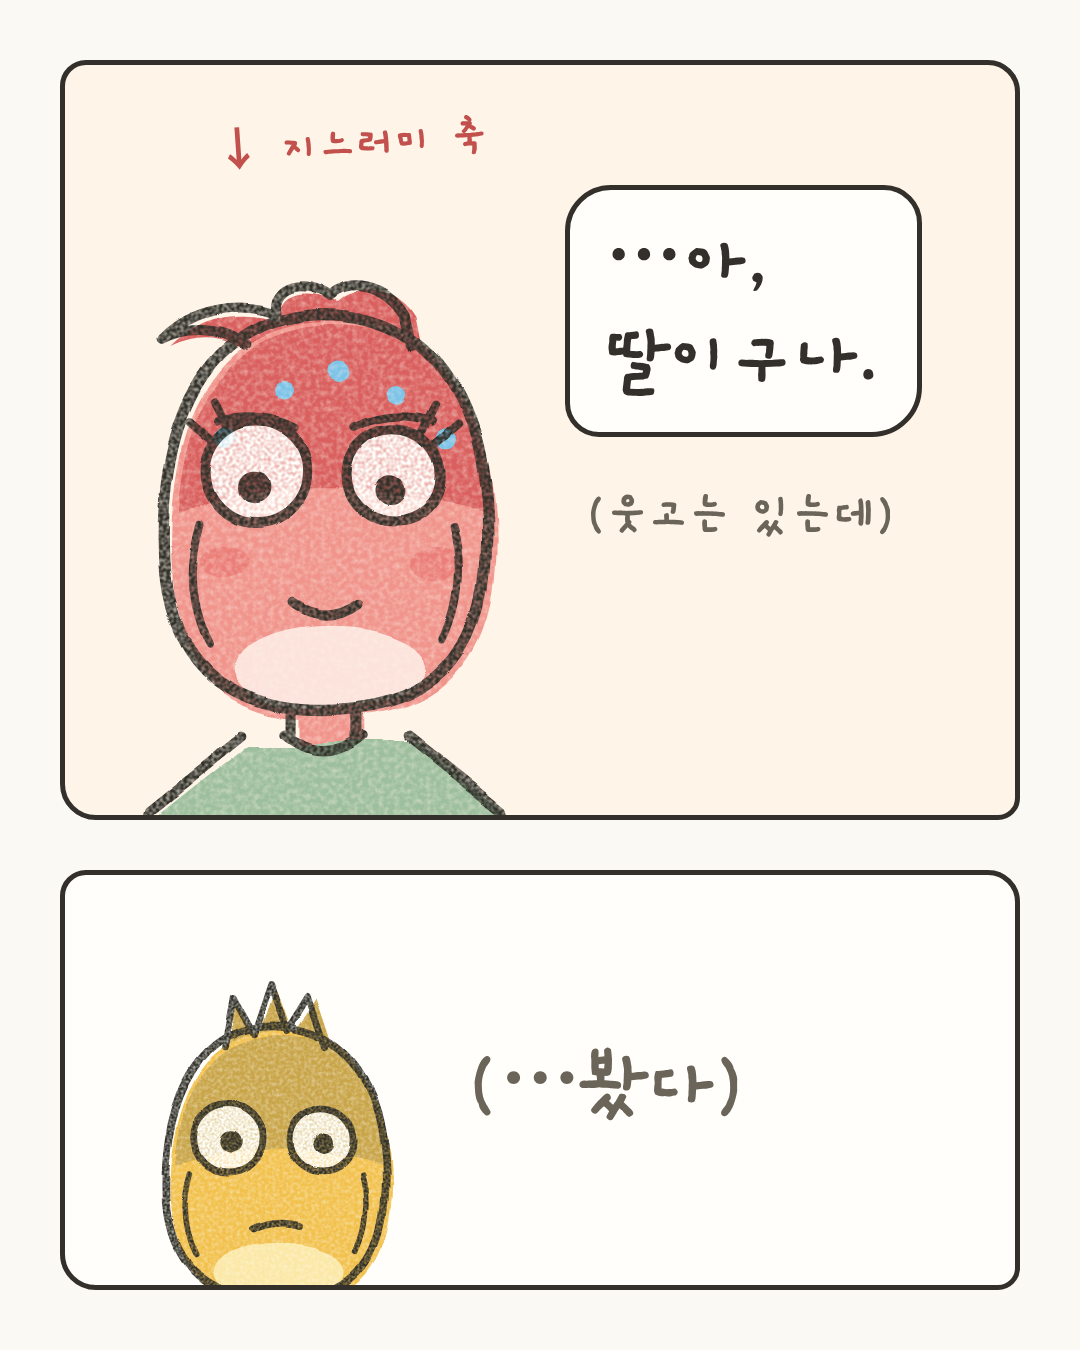 ↓ 지느러미 축
...아,
딸이구나.
(웃고는 있는데)
(...봤다)